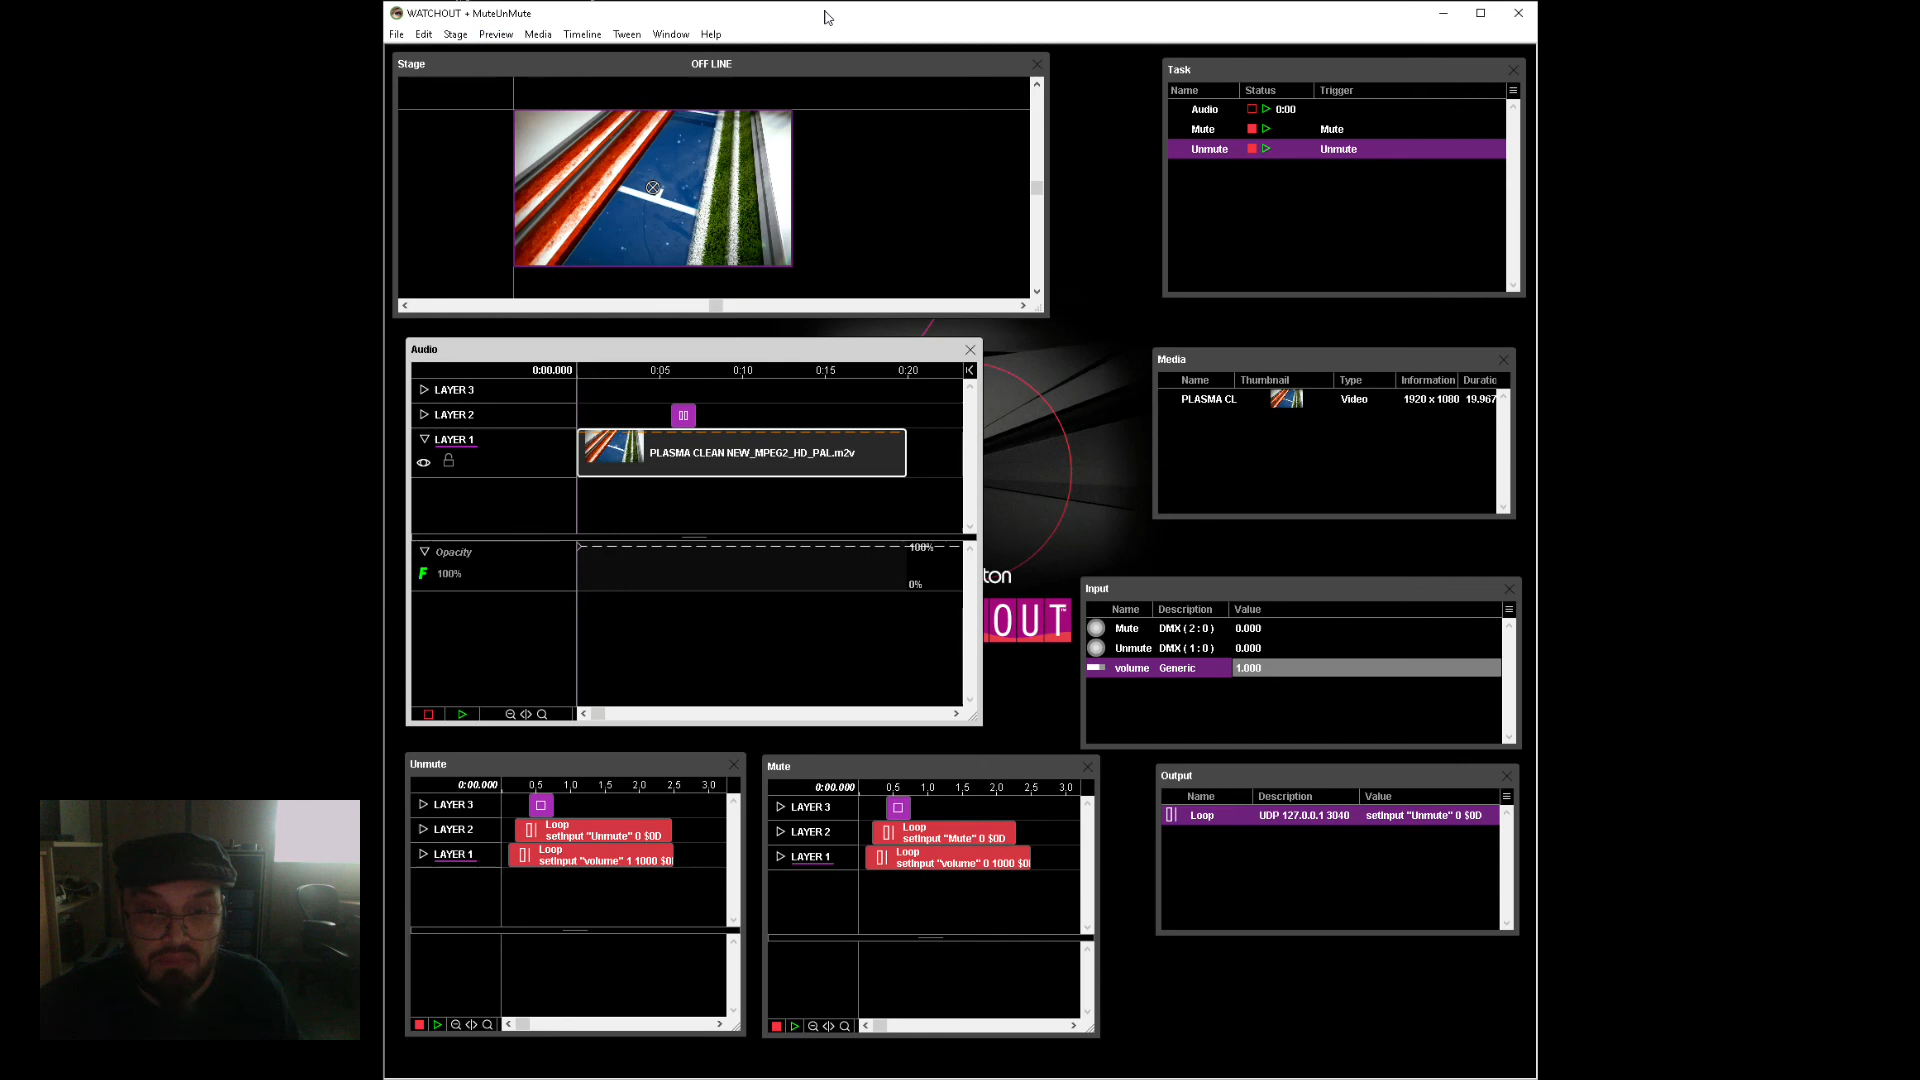 WATCHOUT + MuteUnMute
File Edit Stage Preview Media Timeline Tween Window Help
Stage
OFF LINE
Task
Name Status Trigger
Audio 0:00
Mute Mute
Unmute Unmute
Audio
0:00.000 0:05 0:10 0:15 0:20
LAYER 3
LAYER 2
LAYER 1
PLASMA CLEAN NEW_MPEG2_HD_PAL.m2v
Opacity
100%
F 100%
0%
Media
Name Thumbnail Type Information Duratic
PLASMA CL Video 1920 x 1080 19.967
ton
OUT™
Input
Name Description Value
Mute DMX ( 2 : 0 ) 0.000
Unmute DMX ( 1 : 0 ) 0.000
volume Generic 1.000
Unmute
0:00.000 0,5 1,0 1,5 2,0 2,5 3,0
LAYER 3
LAYER 2
Loop
setInput "Unmute" 0 $0D
LAYER 1
Loop
setInput "volume" 1 1000 $0
Mute
0:00.000 0,5 1,0 1,5 2,0 2,5 3,0
LAYER 3
LAYER 2
Loop
setInput "Mute" 0 $0D
LAYER 1
Loop
setInput "volume" 0 1000 $0
Output
Name Description Value
Loop UDP 127.0.0.1 3040 setInput "Unmute" 0 $0D